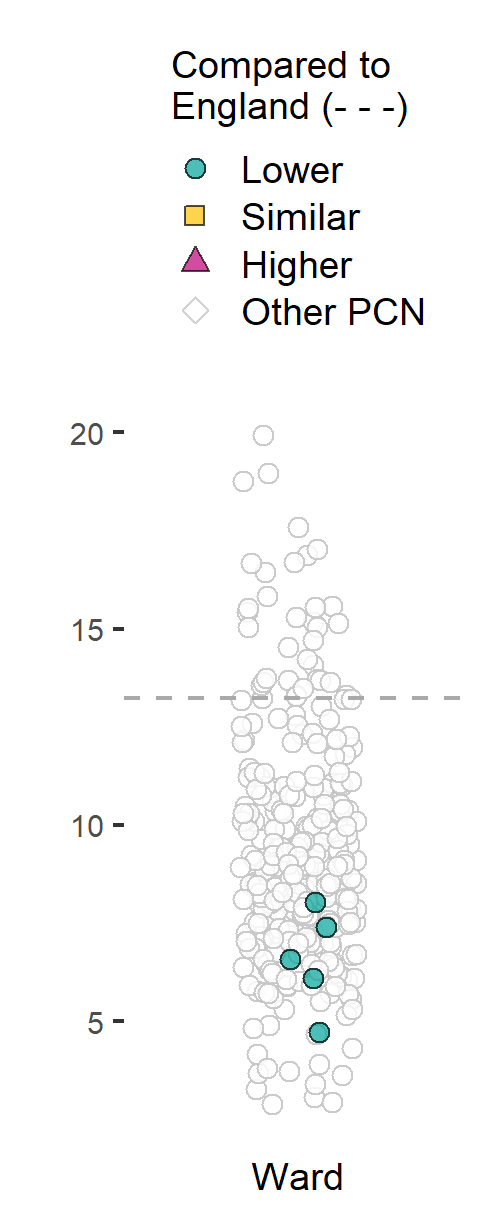 Compared to
England (- - -)
Lower
Similar
Higher
Other PCN
20
15
10
5
Ward